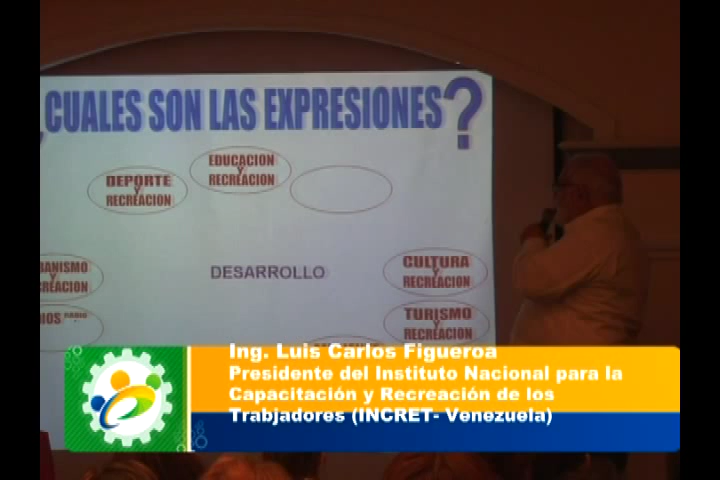 ¿CUALES SON LAS EXPRESIONES?
EDUCACION
Y
RECREACION
DEPORTE
Y
RECREACION
CULTURA
Y
RECREACION
DESARROLLO
TURISMO
Y
RECREACION
Ing. Luis Carlos Figueroa
Presidente del Instituto Nacional para la
Capacitación y Recreación de los
Trabjadores (INCRET- Venezuela)